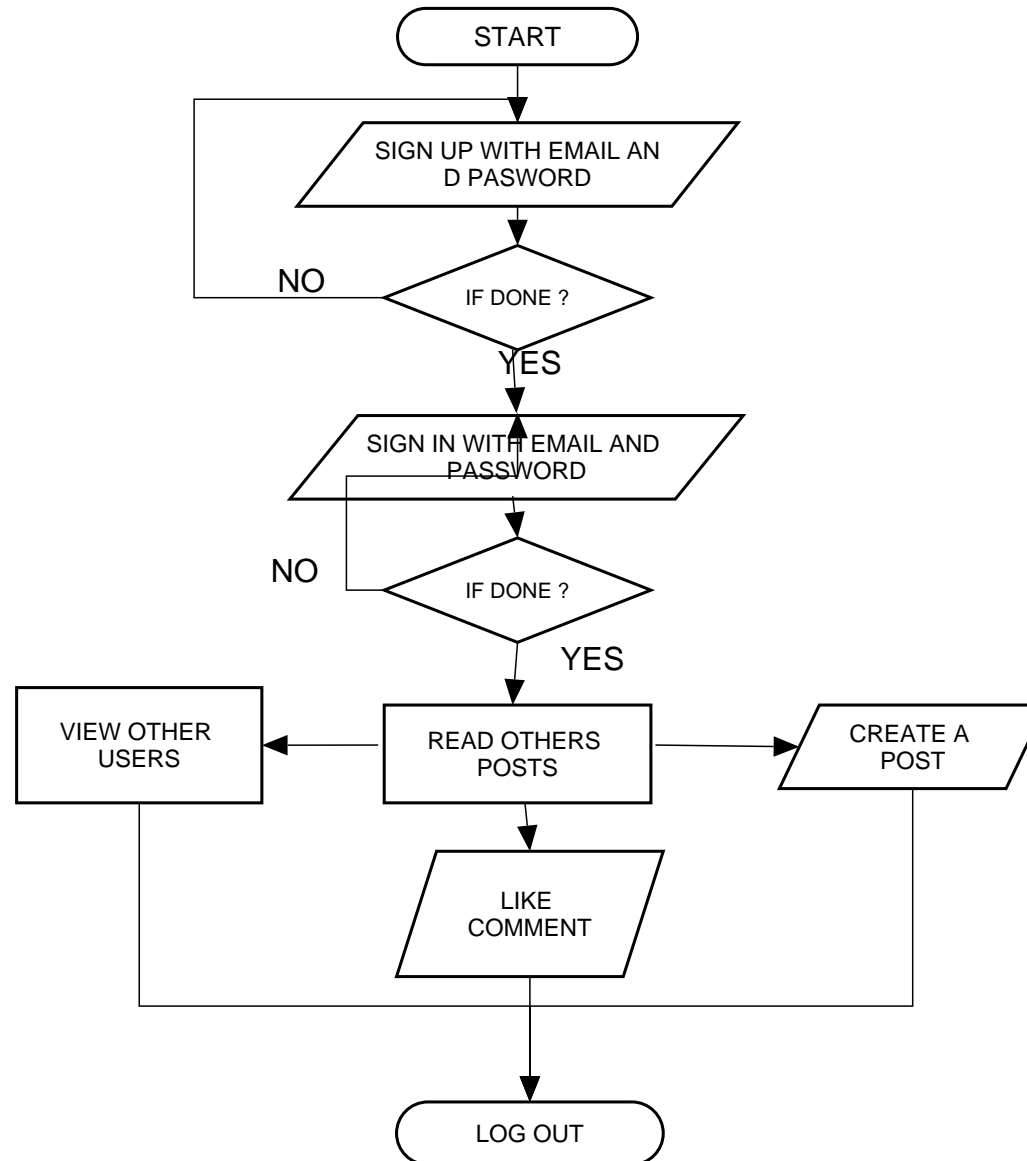 START
SIGN UP WITH EMAIL AN
D PASWORD
NO
IF DONE ?
YES
SIGN IN WITH EMAIL AND
PASSWORD
NO
IF DONE ?
YES
VIEW OTHER
USERS
READ OTHERS
POSTS
CREATE A
POST
LIKE
COMMENT
LOG OUT